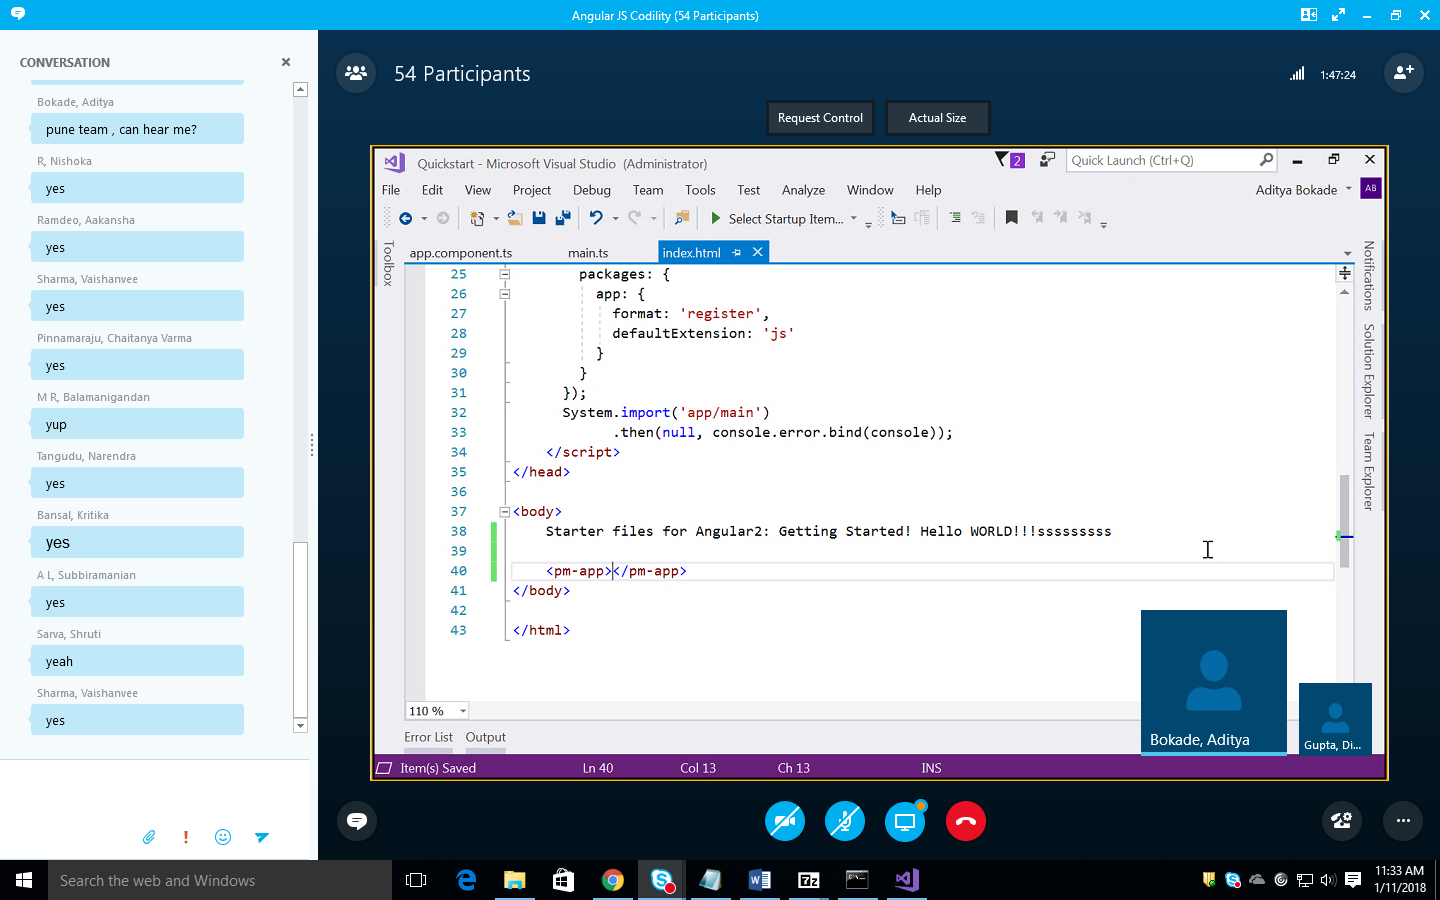 Angular JS Codility (54 Participants)
CONVERSATION
Bokade, Aditya
pune team , can hear me?
R, Nishoka
yes
Ramdeo, Aakansha
yes
Sharma, Vaishanvee
yes
Pinnamaraju, Chaitanya Varma
yes
M R, Balamanigandan
yup
Tangudu, Narendra
yes
Bansal, Kritika
yes
A L, Subbiramanian
yes
Sarva, Shruti
yeah
Sharma, Vaishanvee
yes
54 Participants
1:47:24
Request Control
Actual Size
Quickstart - Microsoft Visual Studio (Administrator)
2
Quick Launch (Ctrl+Q)
File Edit View Project Debug Team Tools Test Analyze Window Help
Aditya Bokade
AB
Select Startup Item...
Toolbox
app.component.ts main.ts index.html
25 packages: {
26 app: {
27 format: 'register',
28 defaultExtension: 'js'
29 }
30 }
31 });
32 System.import('app/main')
33 .then(null, console.error.bind(console));
34 </script>
35 </head>
36
37 <body>
38 Starter files for Angular2: Getting Started! Hello WORLD!!!sssssssss
39
40 <pm-app></pm-app>
41 </body>
42
43 </html>
Notifications
Solution Explorer
Team Explorer
110 %
Error List Output
Item(s) Saved Ln 40 Col 13 Ch 13 INS
Bokade, Aditya
Gupta, Di...
Search the web and Windows
11:33 AM
1/11/2018